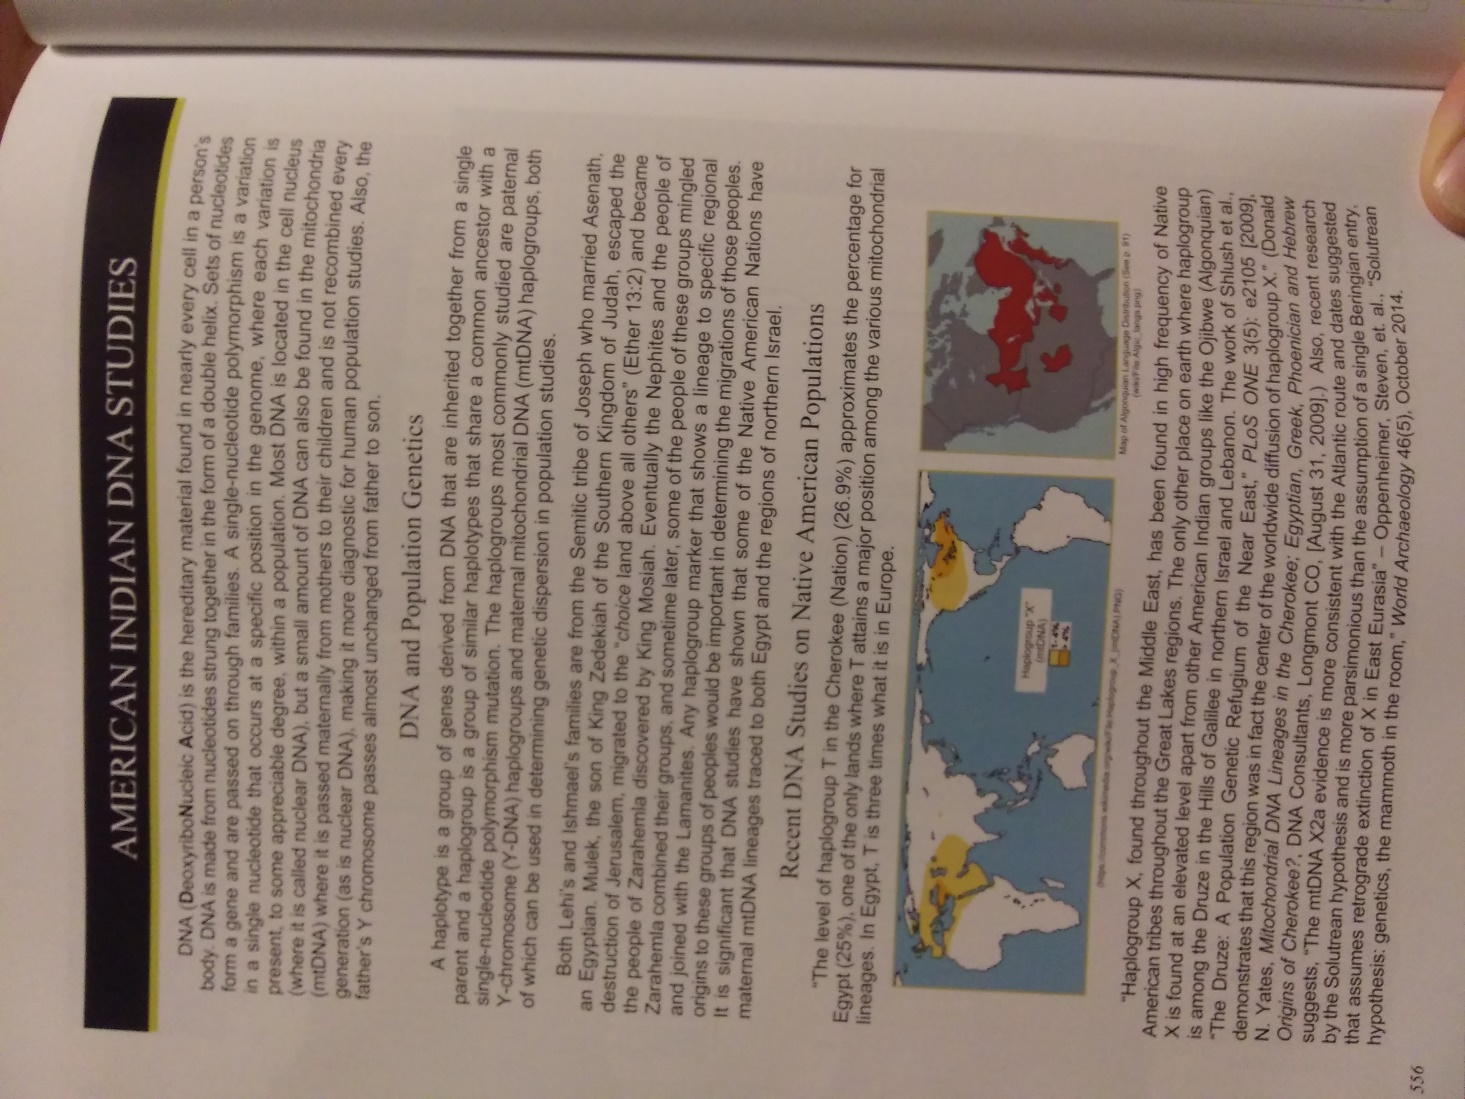 AMERICAN INDIAN DNA STUDIES
DNA (DeoxyriboNucleic Acid) is the hereditary material found in nearly every cell in a person's
body. DNA is made from nucleotides strung together in the form of a double helix. Sets of nucleotides
form a gene and are passed on through families. A single-nucleotide polymorphism is a variation
in a single nucleotide that occurs at a specific position in the genome, where each variation is
present, to some appreciable degree, within a population. Most DNA is located in the cell nucleus
(where it is called nuclear DNA), but a small amount of DNA can also be found in the mitochondria
(mtDNA) where it is passed maternally from mothers to their children and is not recombined every
generation (as is nuclear DNA), making it more diagnostic for human population studies. Also, the
father's Y chromosome passes almost unchanged from father to son.
DNA and Population Genetics
A haplotype is a group of genes derived from DNA that are inherited together from a single
parent and a haplogroup is a group of similar haplotypes that share a common ancestor with a
single-nucleotide polymorphism mutation. The haplogroups most commonly studied are paternal
Y-chromosome (Y-DNA) haplogroups and maternal mitochondrial DNA (mtDNA) haplogroups, both
of which can be used in determining genetic dispersion in population studies.
Both Lehi's and Ishmael's families are from the Semitic tribe of Joseph who married Asenath,
an Egyptian. Mulek, the son of King Zedekiah of the Southern Kingdom of Judah, escaped the
destruction of Jerusalem, migrated to the "choice land above all others" (Ether 13:2) and became
the people of Zarahemla discovered by King Mosiah. Eventually the Nephites and the people of
Zarahemla combined their groups, and sometime later, some of the people of these groups mingled
and joined with the Lamanites. Any haplogroup marker that shows a lineage to specific regional
origins to these groups of peoples would be important in determining the migrations of those peoples.
It is significant that DNA studies have shown that some of the Native American Nations have
maternal mtDNA lineages traced to both Egypt and the regions of northern Israel.
Recent DNA Studies on Native American Populations
"The level of haplogroup T in the Cherokee (Nation) (26.9%) approximates the percentage for
Egypt (25%), one of the only lands where T attains a major position among the various mitochondrial
lineages. In Egypt, T is three times what it is in Europe.
Haplogroup "X"
(mtDNA)
1-4%
> 4%
(https://commons.wikimedia.org/wiki/File:Haplogroup_X_(mtDNA).PNG)
Map of Algonquian Language Distribution (See p. 91)
(wiki/File:Algic_langs.png)
"Haplogroup X, found throughout the Middle East, has been found in high frequency of Native
American tribes throughout the Great Lakes regions. The only other place on earth where haplogroup
X is found at an elevated level apart from other American Indian groups like the Ojibwe (Algonquian)
is among the Druze in the Hills of Galilee in northern Israel and Lebanon. The work of Shlush et al.,
"The Druze: A Population Genetic Refugium of the Near East," PLoS ONE 3(5): e2105 [2009],
demonstrates that this region was in fact the center of the worldwide diffusion of haplogroup X." (Donald
N. Yates, Mitochondrial DNA Lineages in the Cherokee; Egyptian, Greek, Phoenician and Hebrew
Origins of Cherokee?, DNA Consultants, Longmont CO, [August 31, 2009].) Also, recent research
suggests, "The mtDNA X2a evidence is more consistent with the Atlantic route and dates suggested
by the Solutrean hypothesis and is more parsimonious than the assumption of a single Beringian entry,
that assumes retrograde extinction of X in East Eurasia" – Oppenheimer, Steven, et. al., "Solutrean
hypothesis: genetics, the mammoth in the room," World Archaeology 46(5), October 2014.
556